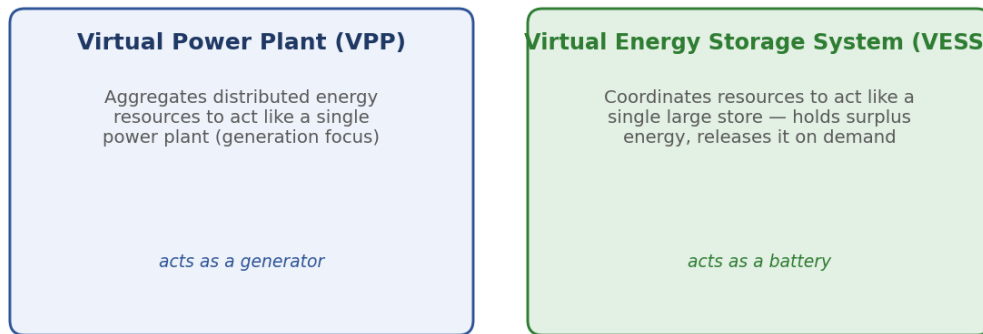 Virtual Power Plant (VPP)
Aggregates distributed energy
resources to act like a single
power plant (generation focus)
acts as a generator
Virtual Energy Storage System (VESS
Coordinates resources to act like a
single large store — holds surplus
energy, releases it on demand
acts as a battery